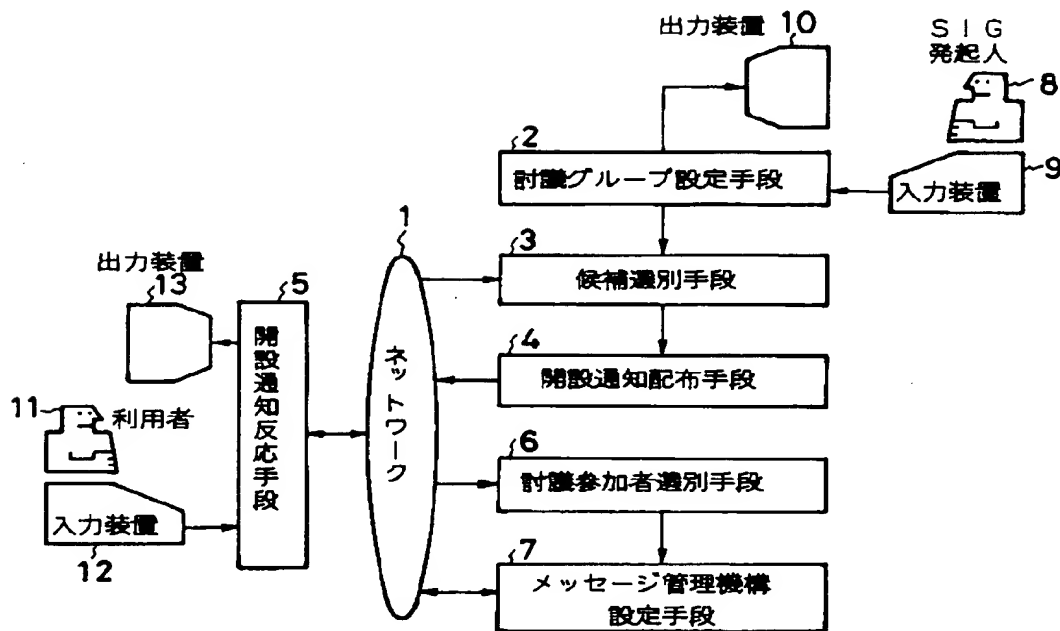 出力装置
10
SIG
発起人
8
2
討議グループ設定手段
入力装置
9
1
3
候補選別手段
出力装置
13
5
開設通知反応手段
ネットワーク
4
開設通知配布手段
11
利用者
6
討議参加者選別手段
入力装置
12
7
メッセージ管理機構
設定手段